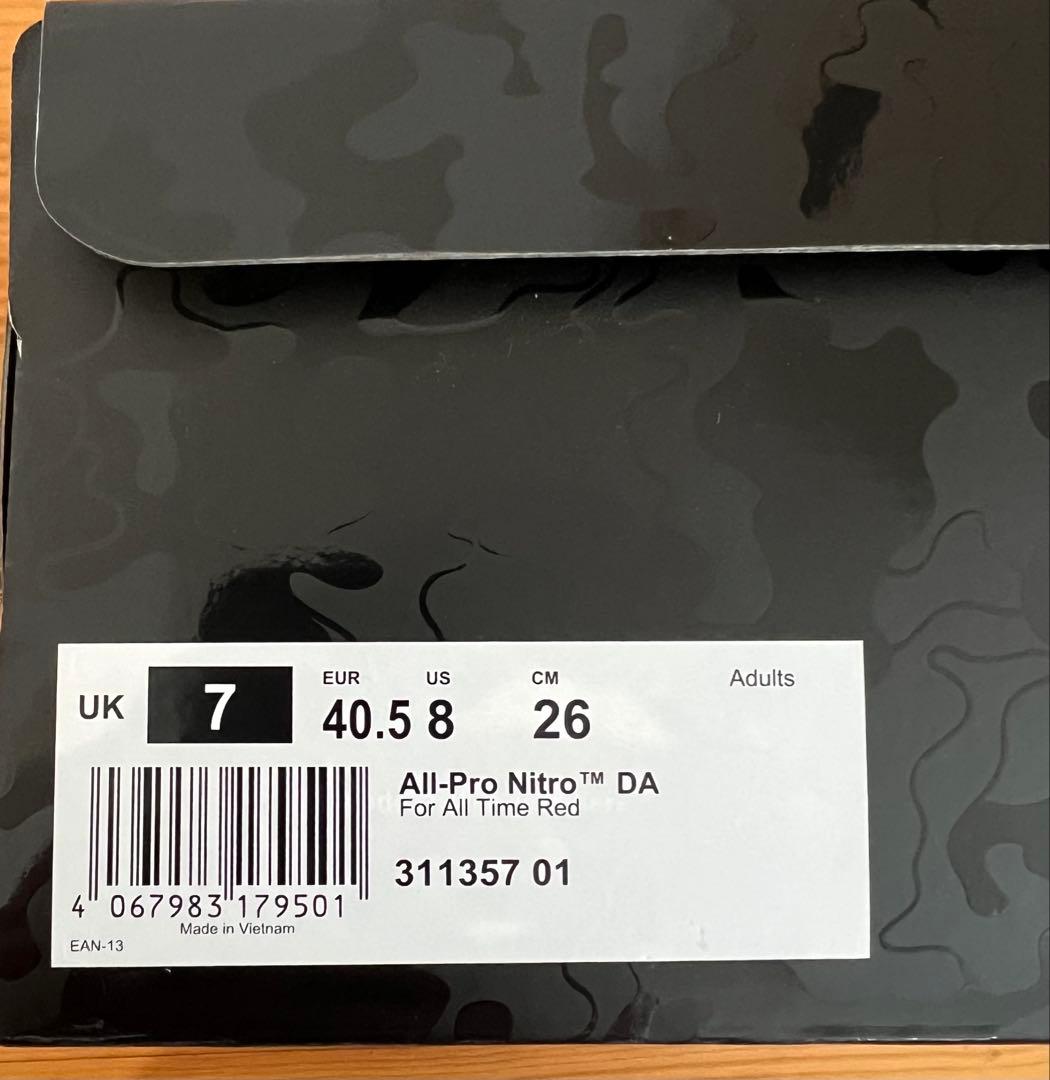 EUR US CM Adults
UK 7 40.5 8 26
All-Pro Nitro™ DA
For All Time Red
311357 01
4 067983 179501
Made in Vietnam
EAN-13